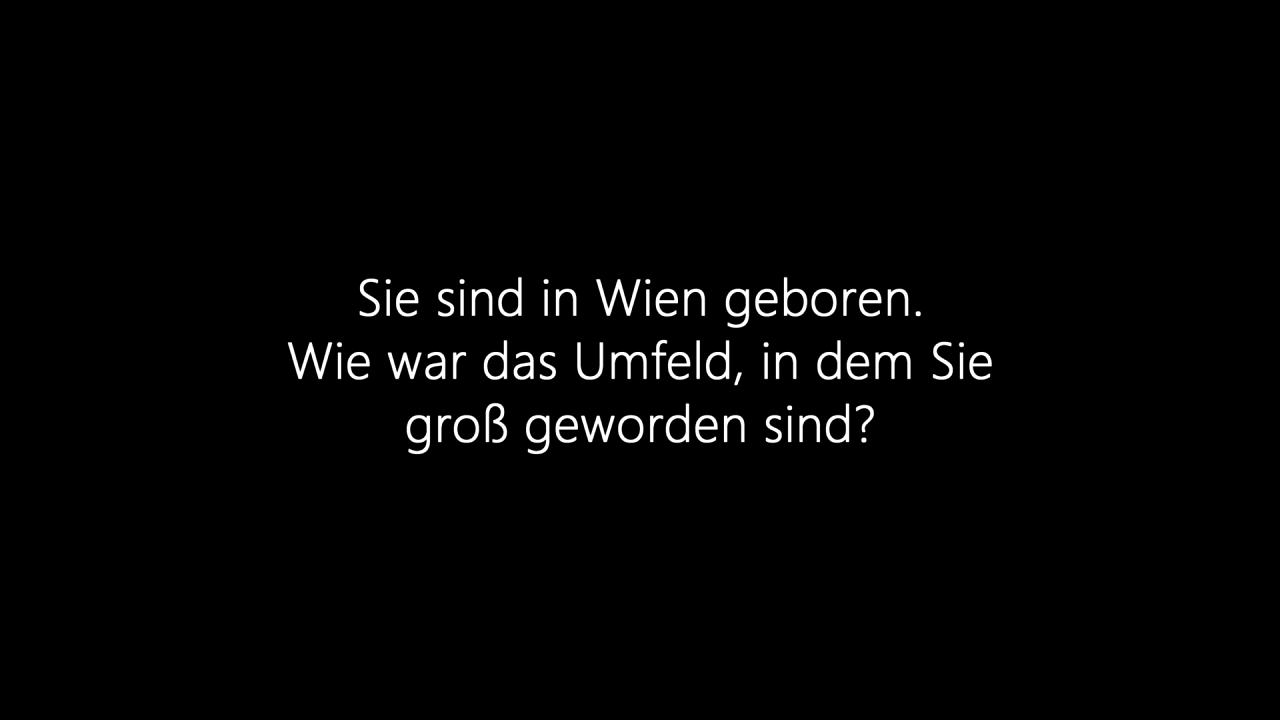 Sie sind in Wien geboren.
Wie war das Umfeld, in dem Sie
groß geworden sind?